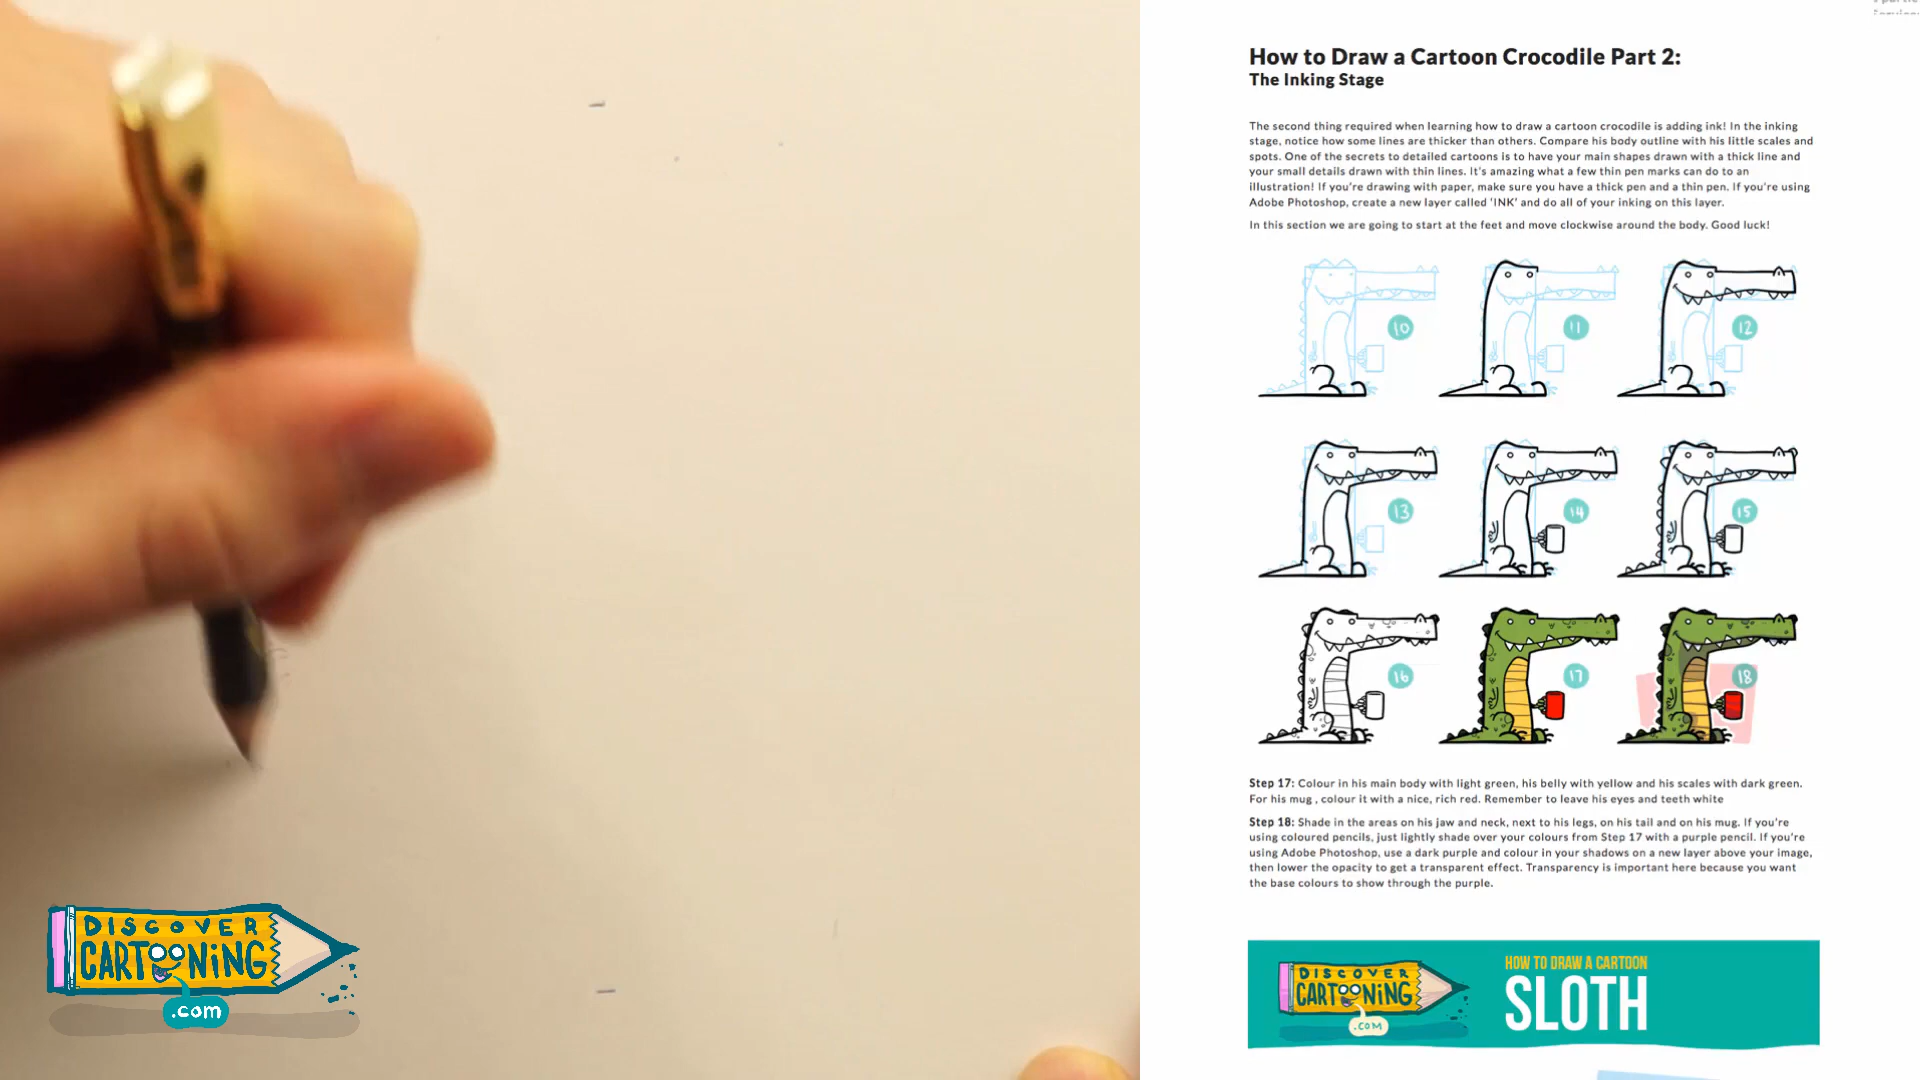 How to Draw a Cartoon Crocodile Part 2:
The Inking Stage
The second thing required when learning how to draw a cartoon crocodile is adding ink! In the inking
stage, notice how some lines are thicker than others. Compare his body outline with his little scales and
spots. One of the secrets to detailed cartoons is to have your main shapes drawn with a thick line and
your small details drawn with thin lines. It's amazing what a few thin pen marks can do to an
illustration! If you're drawing with paper, make sure you have a thick pen and a thin pen. If you're using
Adobe Photoshop, create a new layer called 'INK' and do all of your inking on this layer.
In this section we are going to start at the feet and move clockwise around the body. Good luck!
10
11
12
13
14
15
16
17
18
Step 17: Colour in his main body with light green, his belly with yellow and his scales with dark green.
For his mug , colour it with a nice, rich red. Remember to leave his eyes and teeth white
Step 18: Shade in the areas on his jaw and neck, next to his legs, on his tail and on his mug. If you're
using coloured pencils, just lightly shade over your colours from Step 17 with a purple pencil. If you're
using Adobe Photoshop, use a dark purple and colour in your shadows on a new layer above your image,
then lower the opacity to get a transparent effect. Transparency is important here because you want
the base colours to show through the purple.
DISCOVER
CARTOONING
.com
DISCOVER
CARTOONING
.com
HOW TO DRAW A CARTOON
SLOTH